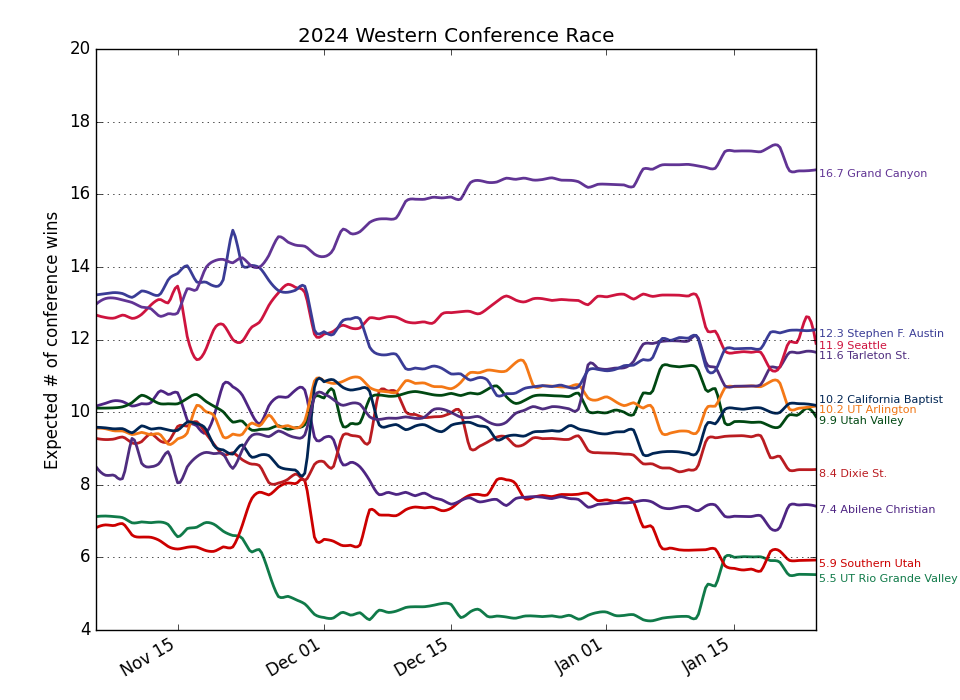 2024 Western Conference Race
Expected # of conference wins
20
18
16
14
12
10
8
6
4
Nov 15
Dec 01
Dec 15
Jan 01
Jan 15
16.7 Grand Canyon
12.3 Stephen F. Austin
11.9 Seattle
11.6 Tarleton St.
10.2 California Baptist
10.2 UT Arlington
9.9 Utah Valley
8.4 Dixie St.
7.4 Abilene Christian
5.9 Southern Utah
5.5 UT Rio Grande Valley